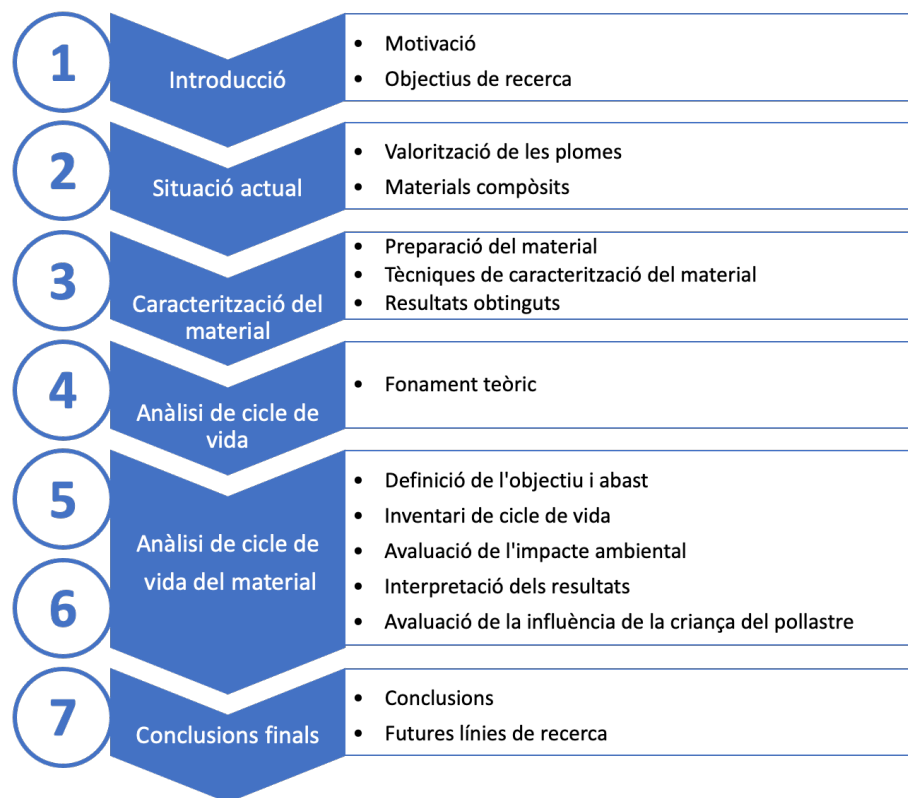 1
Introducció
• Motivació
• Objectius de recerca
2
Situació actual
• Valorització de les plomes
• Materials compòsits
3
Caracterització del
material
• Preparació del material
• Tècniques de caracterització del material
• Resultats obtinguts
4
Anàlisi de cicle de
vida
• Fonament teòric
5
6
Anàlisi de cicle de
vida del material
• Definició de l'objectiu i abast
• Inventari de cicle de vida
• Avaluació de l'impacte ambiental
• Interpretació dels resultats
• Avaluació de la influència de la criança del pollastre
7
Conclusions finals
• Conclusions
• Futures línies de recerca